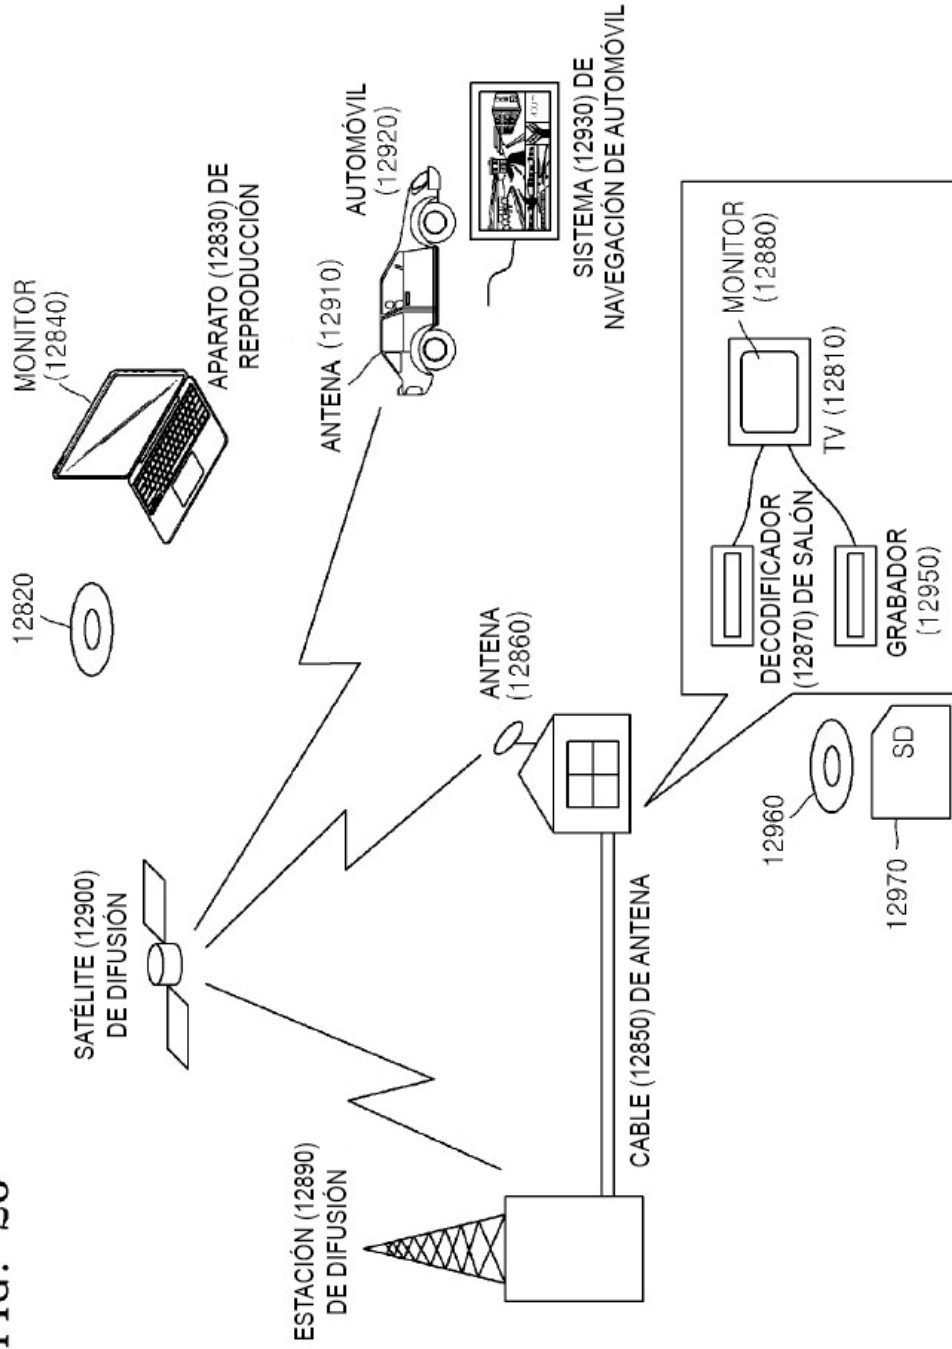 MONITOR
(12840)
12820
APARATO (12830) DE
REPRODUCCIÓN
SATÉLITE (12900)
DE DIFUSIÓN
ANTENA (12910)
AUTOMÓVIL
(12920)
ESTACIÓN (12890)
DE DIFUSIÓN
ANTENA
(12860)
SISTEMA (12930) DE
NAVEGACIÓN DE AUTOMÓVIL
CABLE (12850) DE ANTENA
MONITOR
(12880)
DECODIFICADOR
(12870) DE SALÓN
TV (12810)
12960
GRABADOR
(12950)
12970
SD